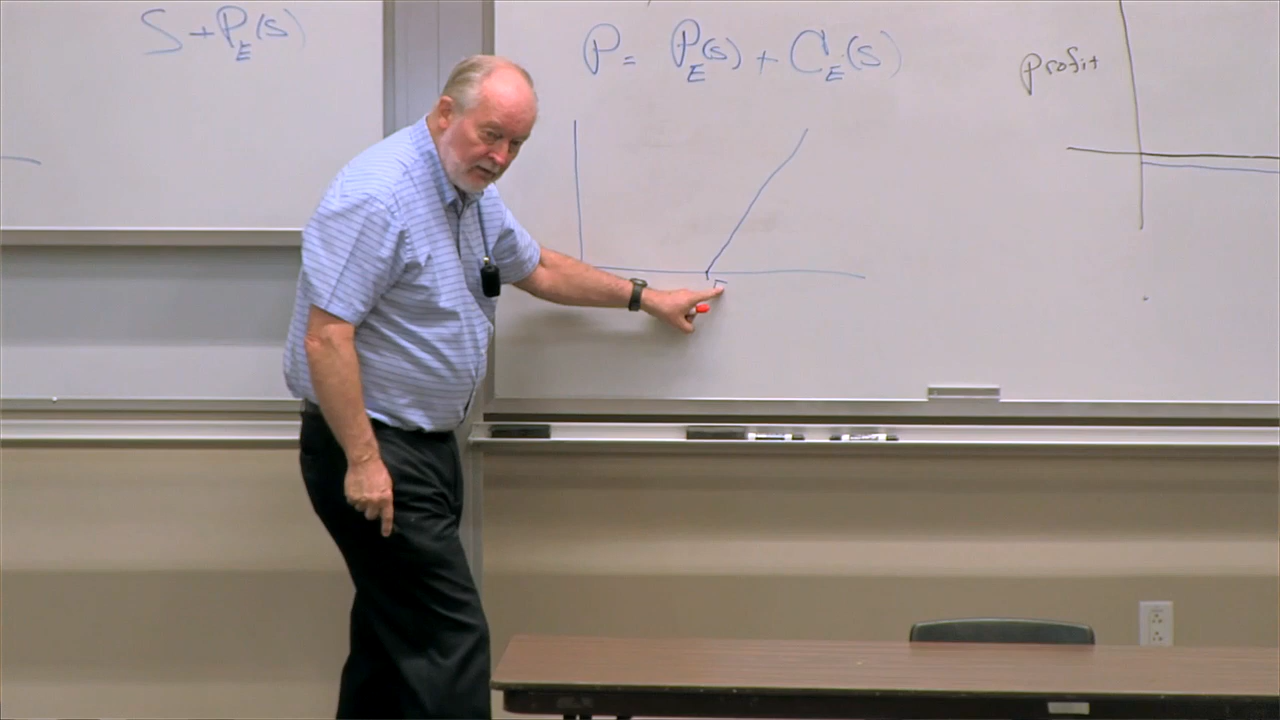 S + P_E(s)
P = P_E(s) + C_E(s)
profit